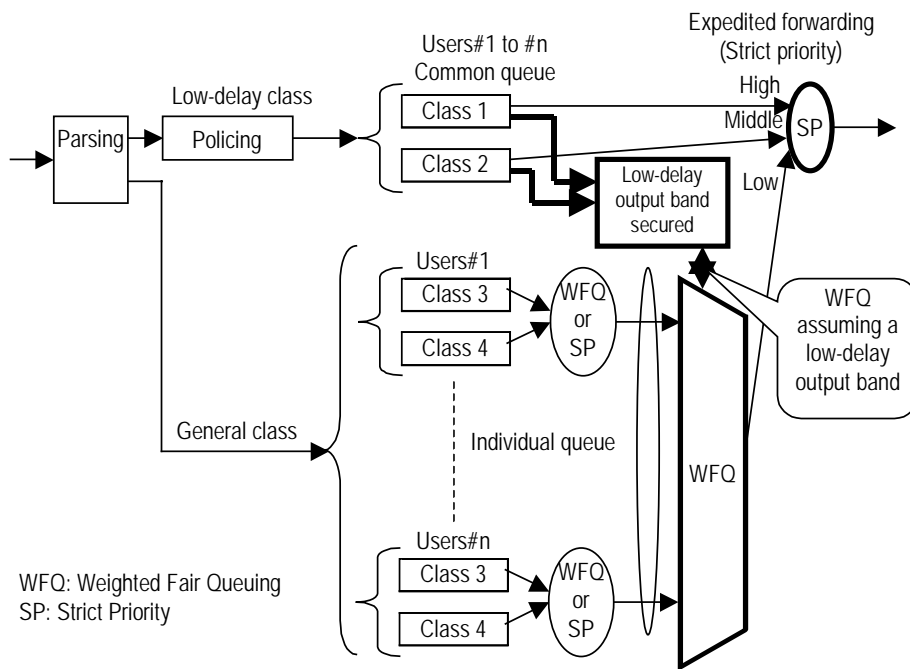 Expedited forwarding
(Strict priority)
Users#1 to #n
Common queue
High
Low-delay class
Class 1
Middle
SP
Parsing
Policing
Class 2
Low
Low-delay
output band
secured
Users#1
Class 3
WFQ
or
SP
Class 4
WFQ
assuming a
low-delay
output band
General class
Individual queue
WFQ
Users#n
Class 3
WFQ
or
SP
Class 4
WFQ: Weighted Fair Queuing
SP: Strict Priority